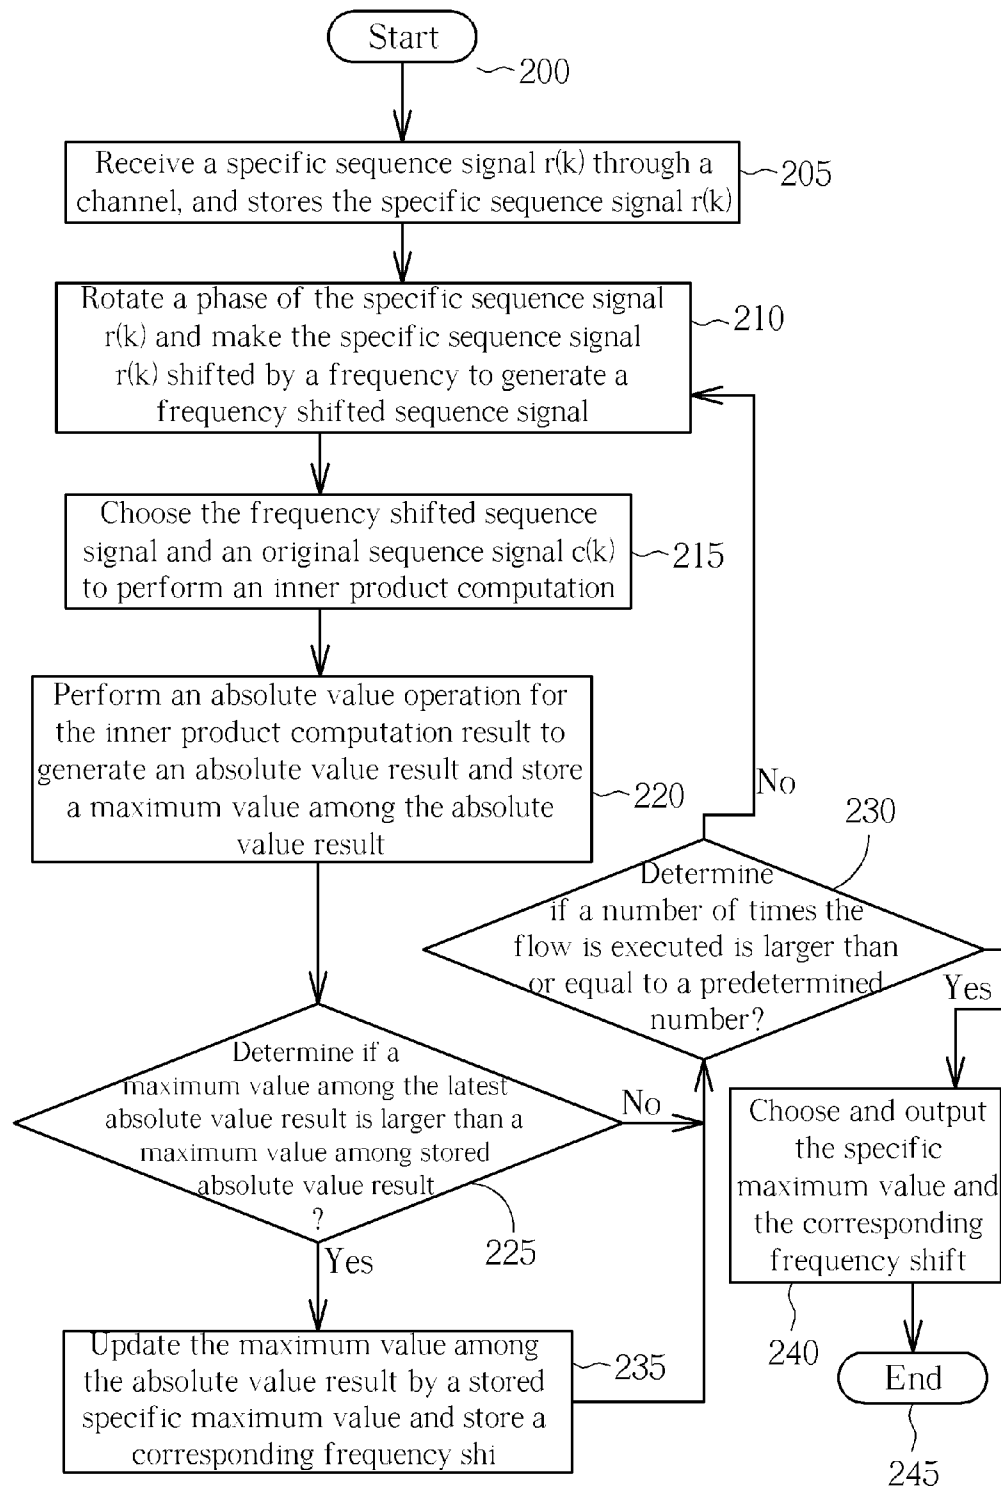 Start
200
Receive a specific sequence signal r(k) through a
channel, and stores the specific sequence signal r(k)
205
Rotate a phase of the specific sequence signal
r(k) and make the specific sequence signal
r(k) shifted by a frequency to generate a
frequency shifted sequence signal
210
Choose the frequency shifted sequence
signal and an original sequence signal c(k)
to perform an inner product computation
215
Perform an absolute value operation for
the inner product computation result to
generate an absolute value result and store
a maximum value among the absolute
value result
220
No
230
Determine
if a number of times the
flow is executed is larger than
or equal to a predetermined
number?
Yes
Determine if a
maximum value among the latest
absolute value result is larger than a
maximum value among stored
absolute value result
?
No
225
Yes
Choose and output
the specific
maximum value and
the corresponding
frequency shift
240
Update the maximum value among
the absolute value result by a stored
specific maximum value and store a
corresponding frequency shi
235
End
245